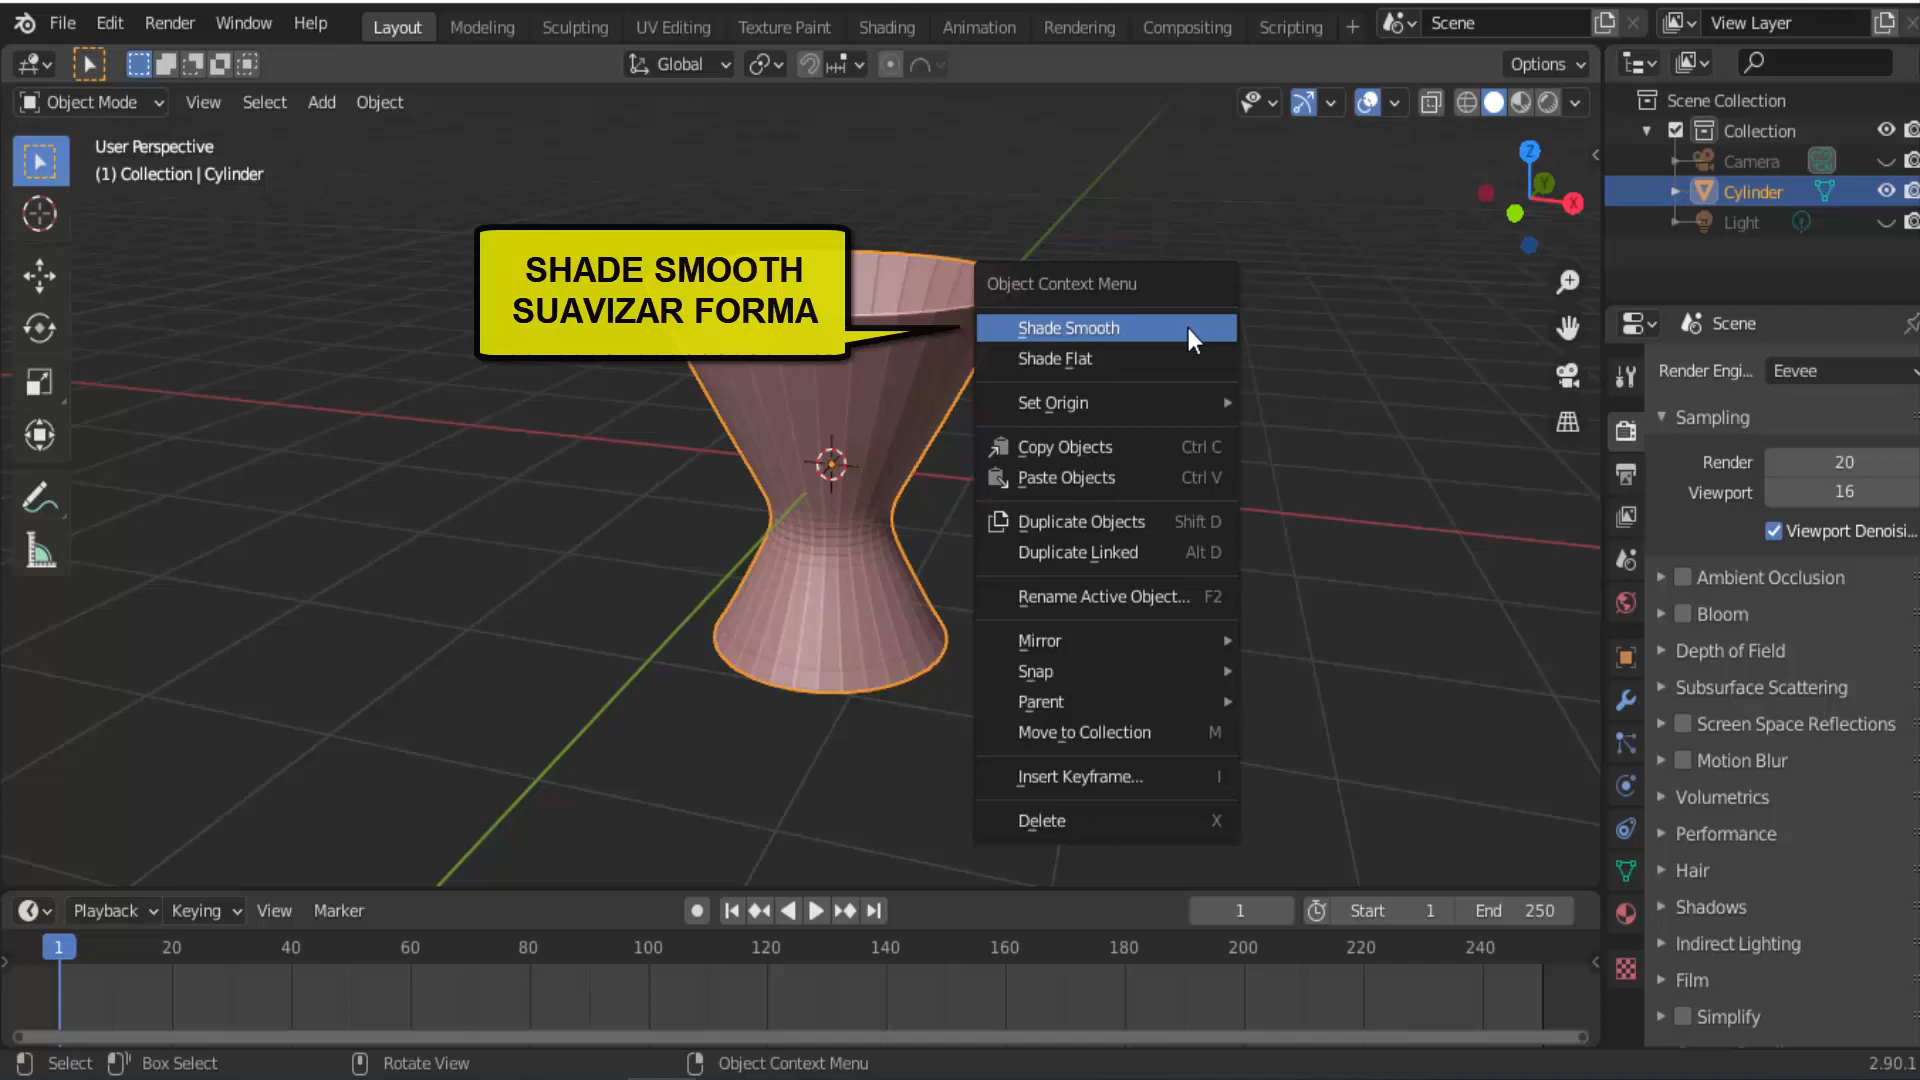 File Edit Render Window Help Layout Modeling Sculpting UV Editing Texture Paint Shading Animation Rendering Compositing Scripting + Scene View Layer
Global Options
Object Mode View Select Add Object
User Perspective
(1) Collection | Cylinder
Z
Y
X
Scene Collection
Collection
Camera
Cylinder
Light
SHADE SMOOTH
SUAVIZAR FORMA
Object Context Menu
Shade Smooth
Shade Flat
Set Origin
Copy Objects Ctrl C
Paste Objects Ctrl V
Duplicate Objects Shift D
Duplicate Linked Alt D
Rename Active Object... F2
Mirror
Snap
Parent
Move to Collection M
Insert Keyframe... I
Delete X
Scene
Render Engi... Eevee
Sampling
Render 20
Viewport 16
Viewport Denoisi...
Ambient Occlusion
Bloom
Depth of Field
Subsurface Scattering
Screen Space Reflections
Motion Blur
Volumetrics
Performance
Hair
Shadows
Indirect Lighting
Film
Simplify
Playback Keying View Marker 1 Start 1 End 250
1 20 40 60 80 100 120 140 160 180 200 220 240
Select Box Select Rotate View Object Context Menu 2.90.1